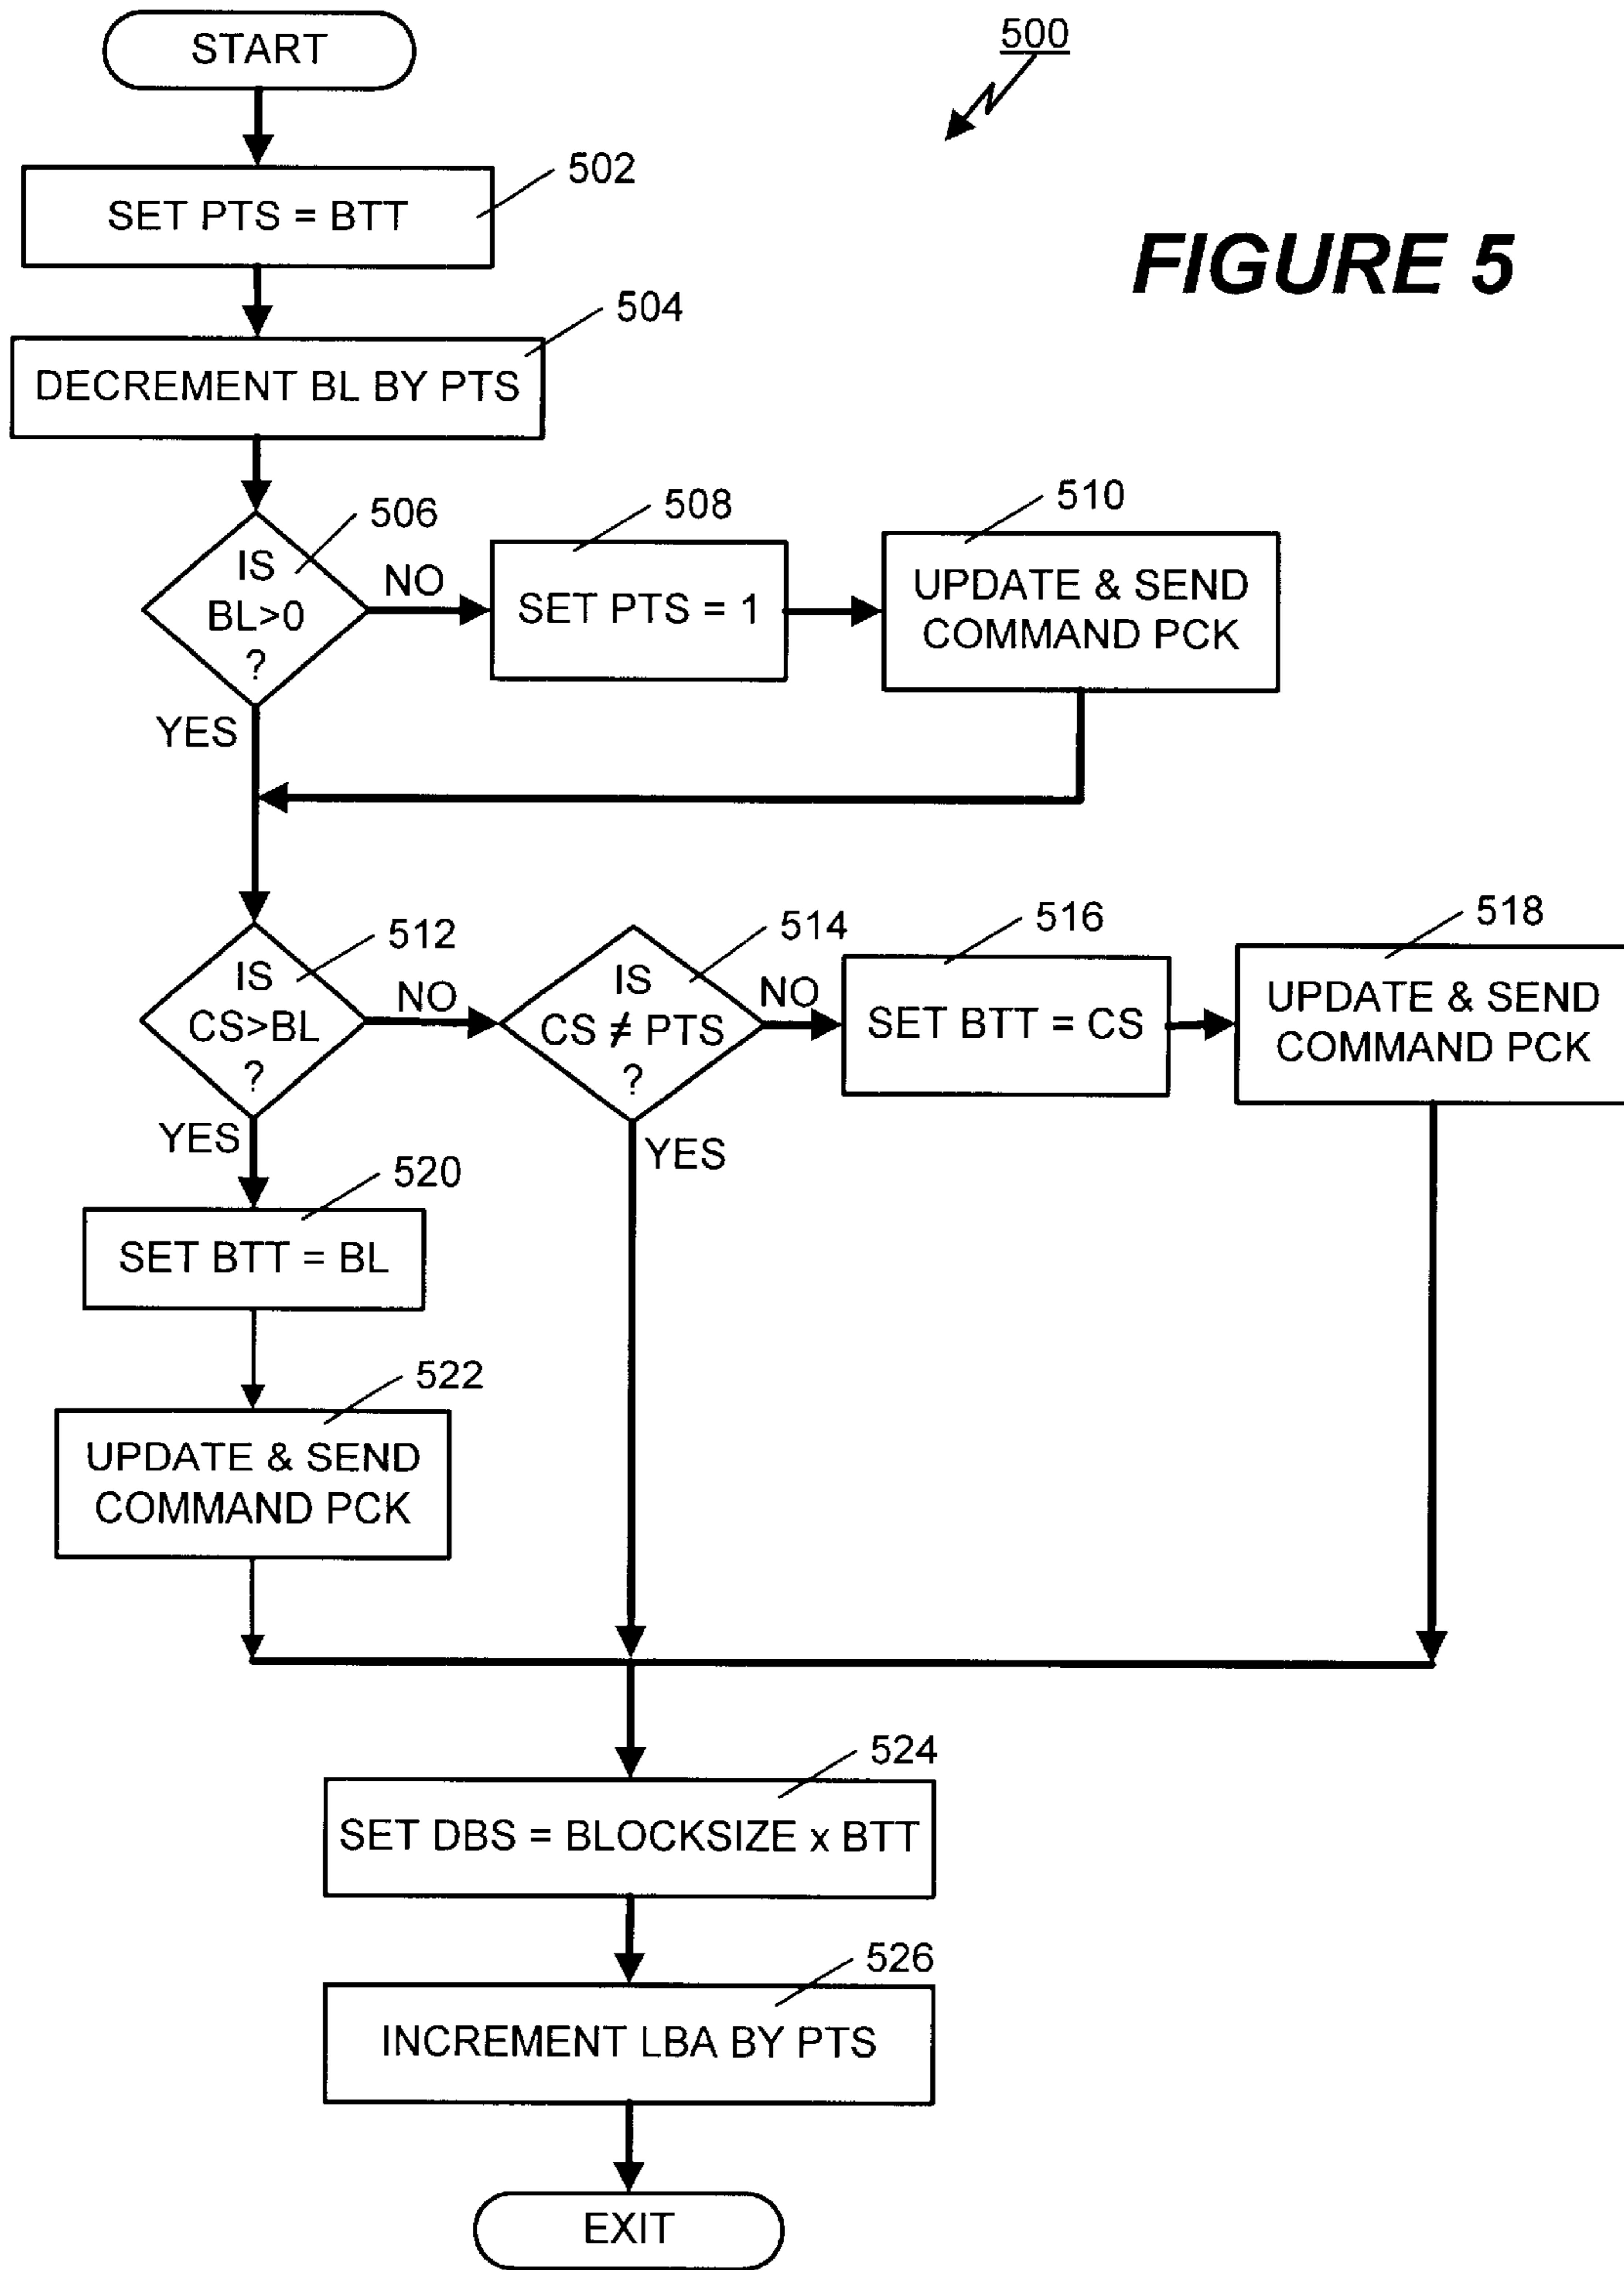 START
500
502
SET PTS = BTT
FIGURE 5
504
DECREMENT BL BY PTS
506
IS
BL>0
?
NO
YES
508
SET PTS = 1
510
UPDATE & SEND
COMMAND PCK
512
IS
CS>BL
?
NO
YES
514
IS
CS ≠ PTS
?
NO
YES
516
SET BTT = CS
518
UPDATE & SEND
COMMAND PCK
520
SET BTT = BL
522
UPDATE & SEND
COMMAND PCK
524
SET DBS = BLOCKSIZE x BTT
526
INCREMENT LBA BY PTS
EXIT